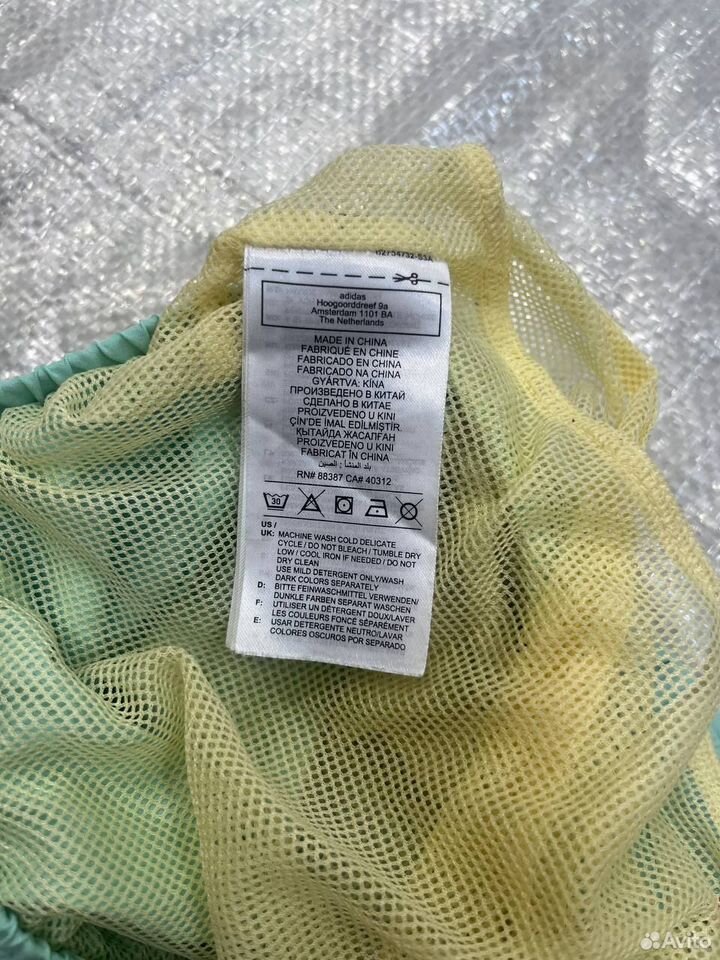 adidas
Hoogoorddreef 9a
Amsterdam 1101 BA
The Netherlands
MADE IN CHINA
FABRIQUÉ EN CHINE
FABRICADO EN CHINA
FABRICADO NA CHINA
GYÁRTVA: KÍNA
ПРОИЗВЕДЕНО В КИТАЙ
СДЕЛАНО В КИТАЕ
PROIZVEDENO U KINI
ÇIN'DE IMAL EDİLMİŞTİR.
ҚЫТАЙДА ЖАСАЛҒАН
PROIZVEDENO U KINI
FABRICAT ÎN CHINA
بلد المنشأ : الصين
RN# 88387 CA# 40312
30
US /
UK: MACHINE WASH COLD DELICATE
CYCLE / DO NOT BLEACH / TUMBLE DRY
LOW / COOL IRON IF NEEDED / DO NOT
DRY CLEAN
USE MILD DETERGENT ONLY/WASH
DARK COLORS SEPARATELY
D: BITTE FEINWASCHMITTEL VERWENDEN/
DUNKLE FARBEN SEPARAT WASCHEN
F: UTILISER UN DÉTERGENT DOUX/LAVER
LES COULEURS FONCÉ SÉPARÉMENT
E: USAR DETERGENTE NEUTRO/LAVAR
COLORES OSCUROS POR SEPARADO
Avito